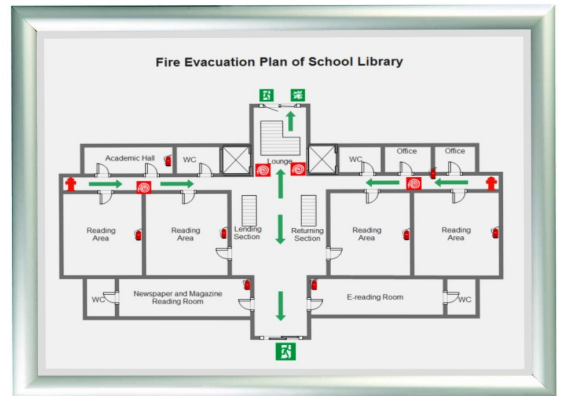 Fire Evacuation Plan of School Library
Academic Hall
WC
Lounge
WC
Office
Office
Reading
Area
Reading
Area
Lending
Section
Returning
Section
Reading
Area
Reading
Area
WC
Newspaper and Magazine
Reading Room
E-reading Room
WC